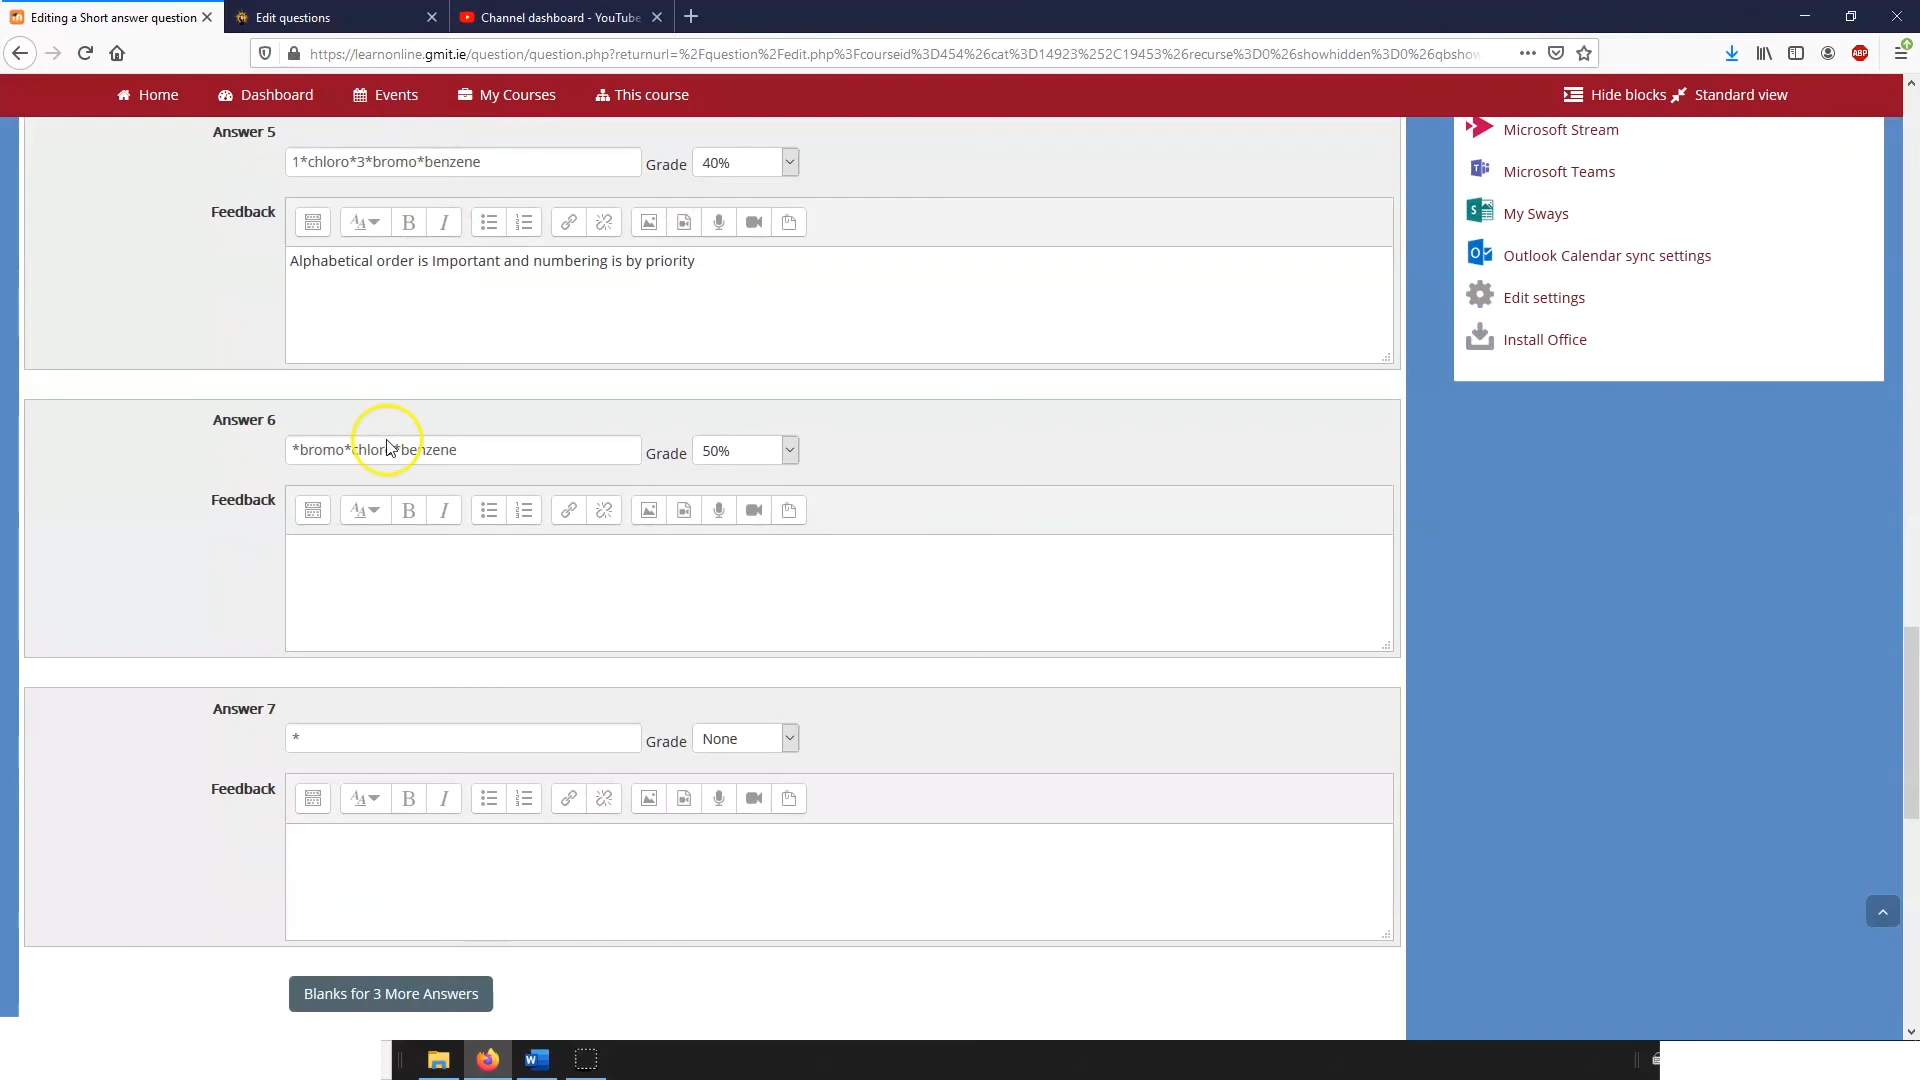 Editing a Short answer question
Edit questions
Channel dashboard - YouTube
https://learnonline.gmit.ie/question/question.php?returnurl=%2Fquestion%2Fedit.php%3Fcourseid%3D454%26cat%3D14923%252C19453%26recurse%3D0%26showhidden%3D0%26qbshow
ABP
Home
Dashboard
Events
My Courses
This course
Hide blocks
Standard view
Answer 5
1*chloro*3*bromo*benzene
Grade
40%
Feedback
Alphabetical order is Important and numbering is by priority
Answer 6
*bromo*chloro*benzene
Grade
50%
Feedback
Answer 7
*
Grade
None
Feedback
Blanks for 3 More Answers
Microsoft Stream
Microsoft Teams
My Sways
Outlook Calendar sync settings
Edit settings
Install Office